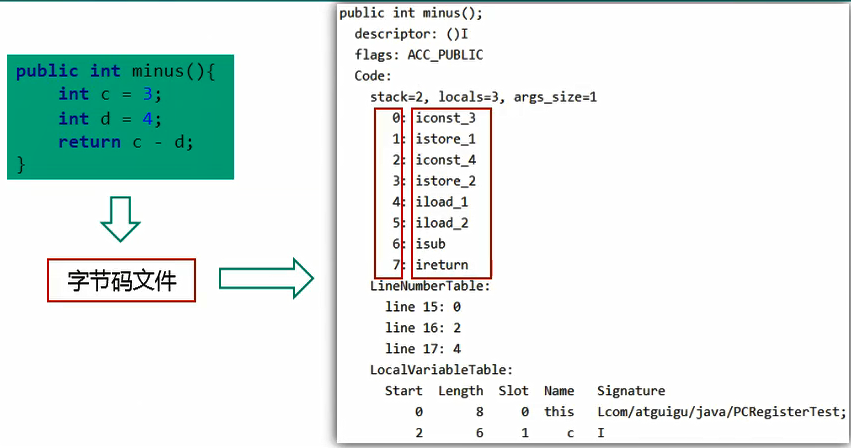 public int minus(){
int c = 3;
int d = 4;
return c - d;
}
字节码文件
public int minus();
descriptor: ()I
flags: ACC_PUBLIC
Code:
stack=2, locals=3, args_size=1
0: iconst_3
1: istore_1
2: iconst_4
3: istore_2
4: iload_1
5: iload_2
6: isub
7: ireturn
LineNumberTable:
line 15: 0
line 16: 2
line 17: 4
LocalVariableTable:
Start Length Slot Name Signature
0 8 0 this Lcom/atguigu/java/PCRegisterTest;
2 6 1 c I